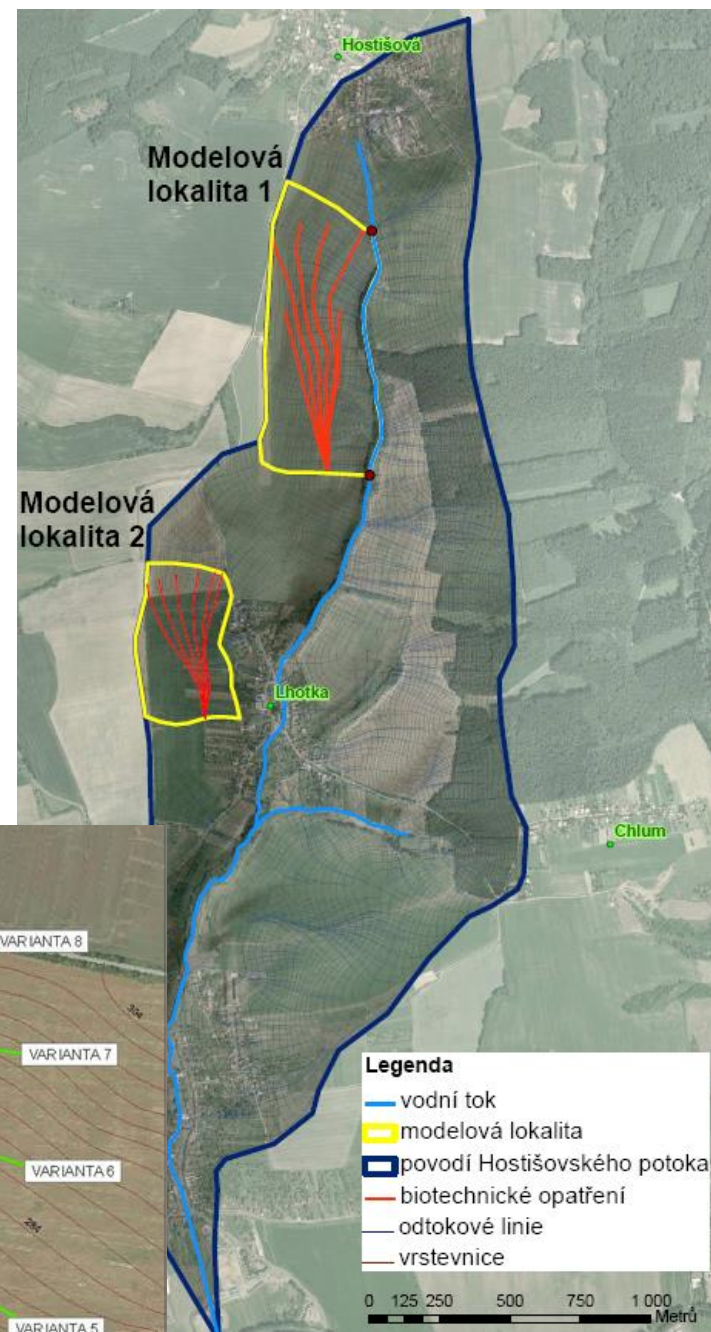 Hostišová
Modelová
lokalita 1
Modelová
lokalita 2
Lhotka
Chlum
VARIANTA 8
304
VARIANTA 7
VARIANTA 6
284
VARIANTA 5
Legenda
vodní tok
modelová lokalita
povodí Hostišovského potoka
biotechnické opatření
odtokové linie
vrstevnice
0 125 250 500 750 1 000
Metrů